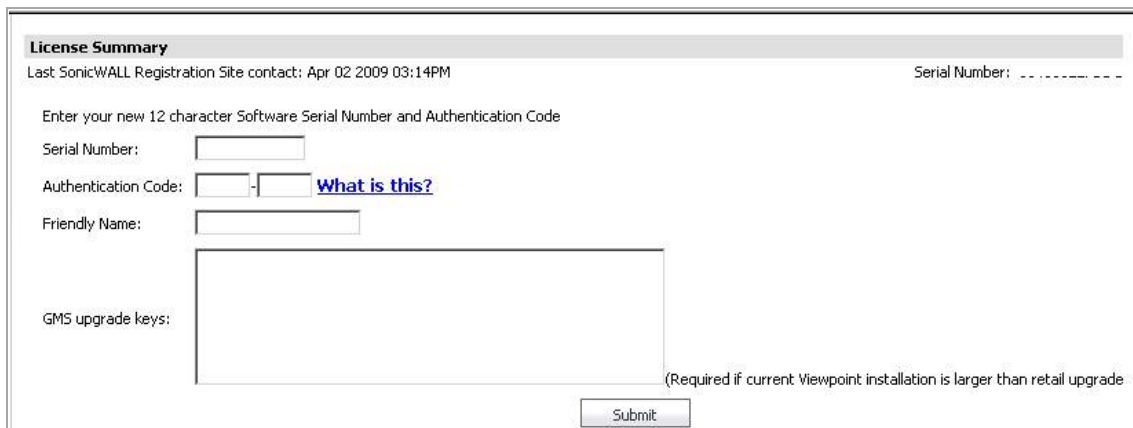 License Summary
Last SonicWALL Registration Site contact: Apr 02 2009 03:14PM
Serial Number:
Enter your new 12 character Software Serial Number and Authentication Code
Serial Number:
Authentication Code: - What is this?
Friendly Name:
GMS upgrade keys:
(Required if current Viewpoint installation is larger than retail upgrade
Submit